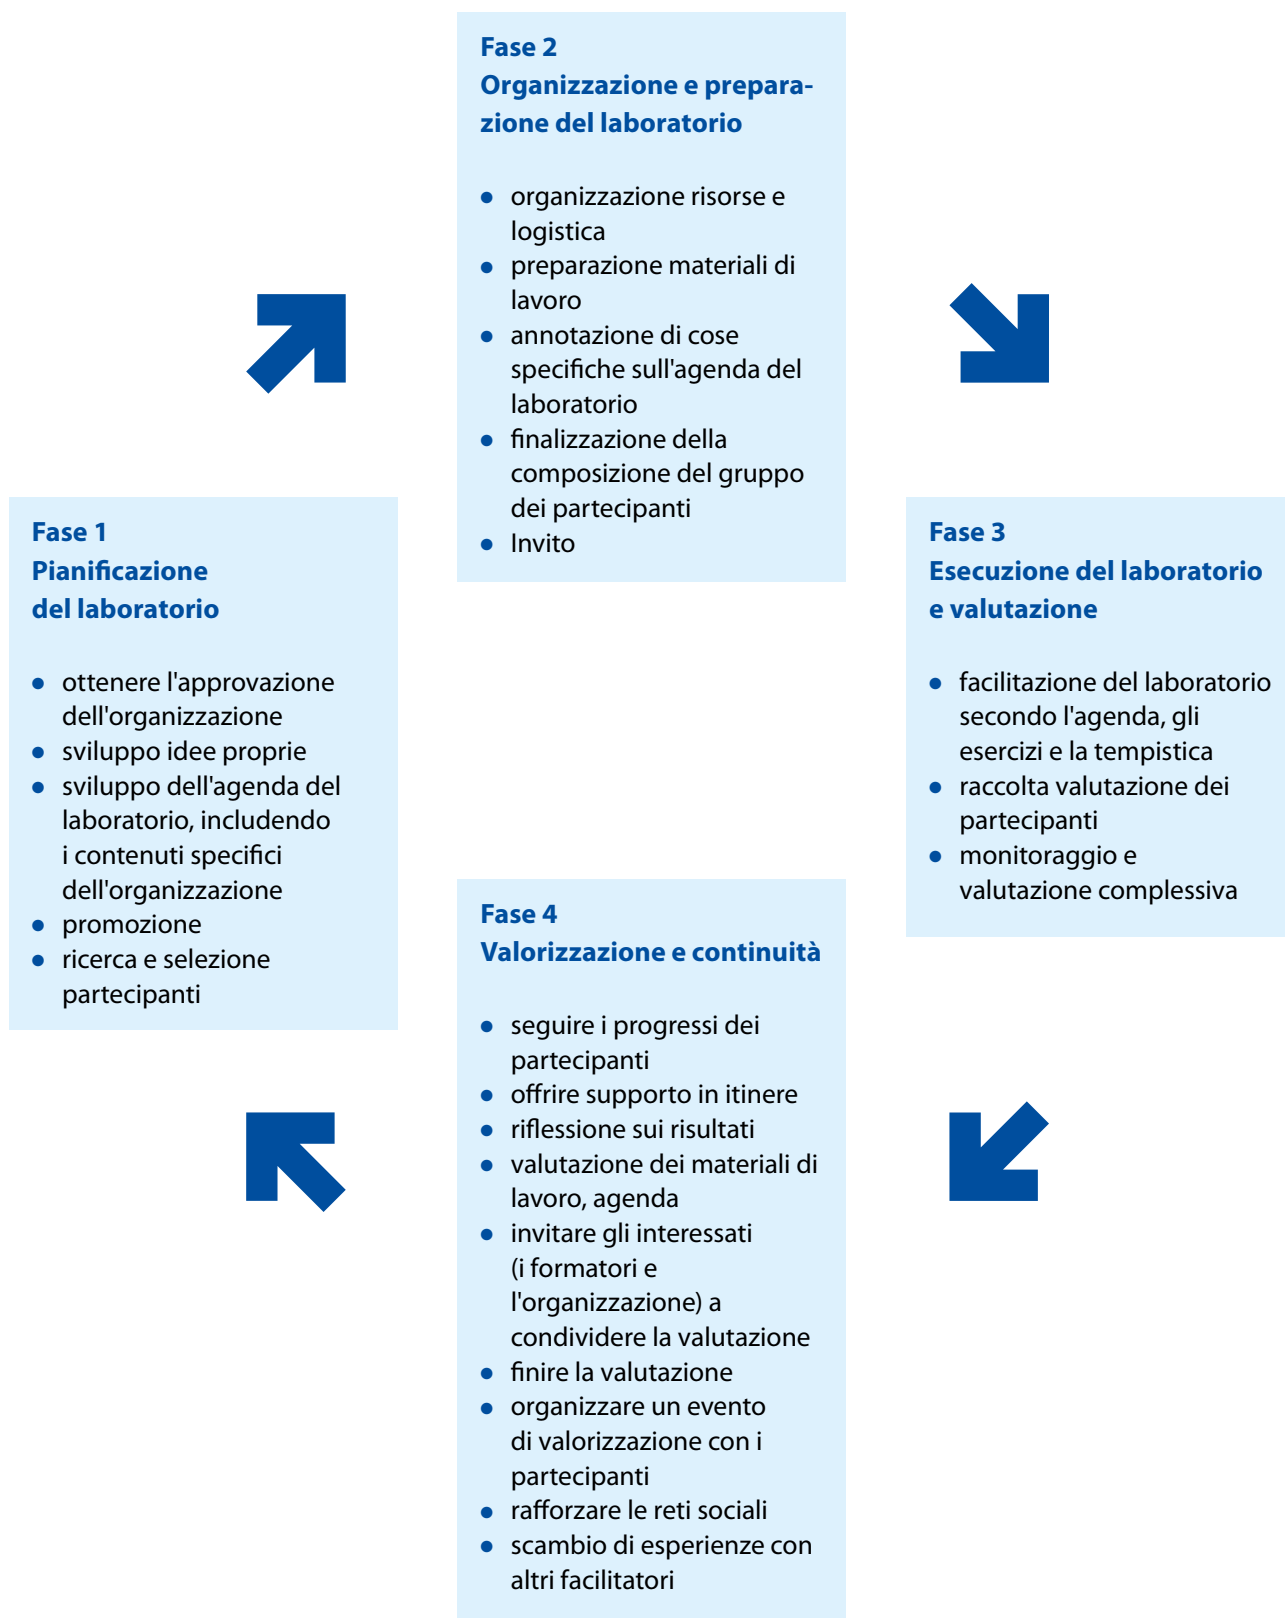 Fase 2
Organizzazione e prepara-
zione del laboratorio
● organizzazione risorse e
logistica
● preparazione materiali di
lavoro
● annotazione di cose
specifiche sull'agenda del
laboratorio
● finalizzazione della
composizione del gruppo
dei partecipanti
● Invito
Fase 1
Pianificazione
del laboratorio
● ottenere l'approvazione
dell'organizzazione
● sviluppo idee proprie
● sviluppo dell'agenda del
laboratorio, includendo
i contenuti specifici
dell'organizzazione
● promozione
● ricerca e selezione
partecipanti
Fase 3
Esecuzione del laboratorio
e valutazione
● facilitazione del laboratorio
secondo l'agenda, gli
esercizi e la tempistica
● raccolta valutazione dei
partecipanti
● monitoraggio e
valutazione complessiva
Fase 4
Valorizzazione e continuità
● seguire i progressi dei
partecipanti
● offrire supporto in itinere
● riflessione sui risultati
● valutazione dei materiali di
lavoro, agenda
● invitare gli interessati
(i formatori e
l'organizzazione) a
condividere la valutazione
● finire la valutazione
● organizzare un evento
di valorizzazione con i
partecipanti
● rafforzare le reti sociali
● scambio di esperienze con
altri facilitatori